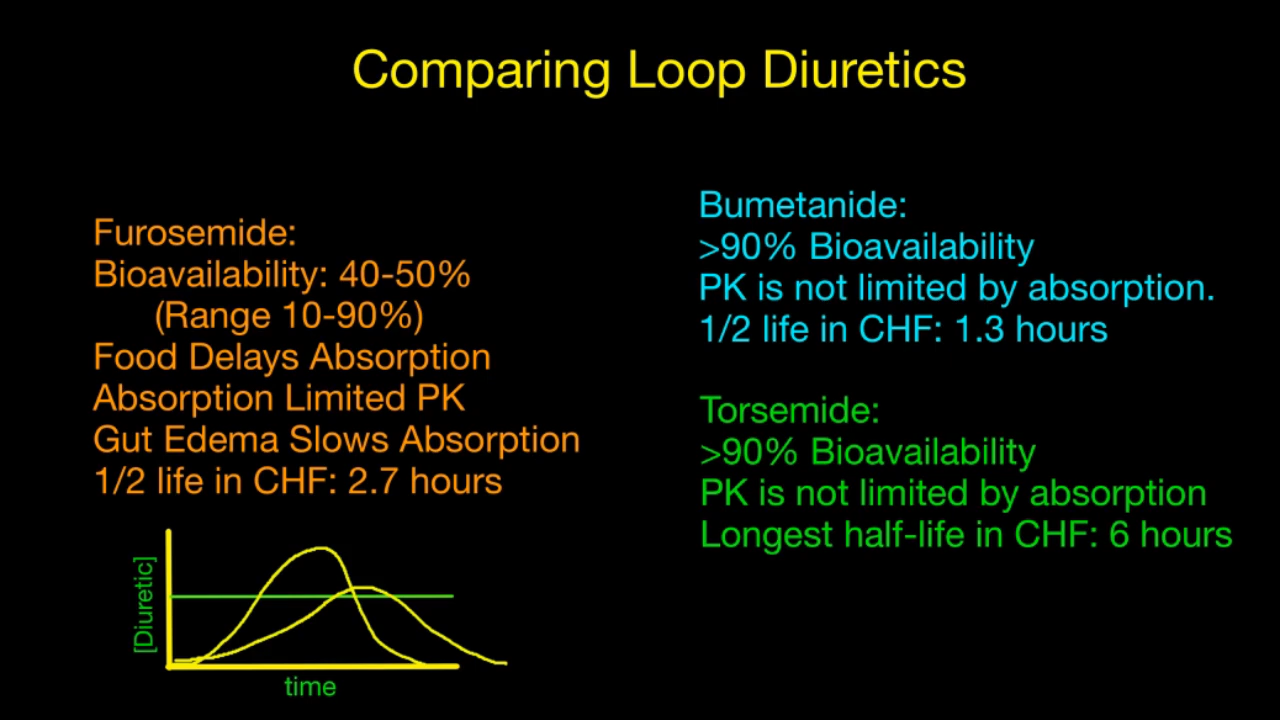 Comparing Loop Diuretics
Furosemide:
Bioavailability: 40-50%
(Range 10-90%)
Food Delays Absorption
Absorption Limited PK
Gut Edema Slows Absorption
1/2 life in CHF: 2.7 hours
[Diuretic]
time
Bumetanide:
>90% Bioavailability
PK is not limited by absorption.
1/2 life in CHF: 1.3 hours
Torsemide:
>90% Bioavailability
PK is not limited by absorption
Longest half-life in CHF: 6 hours